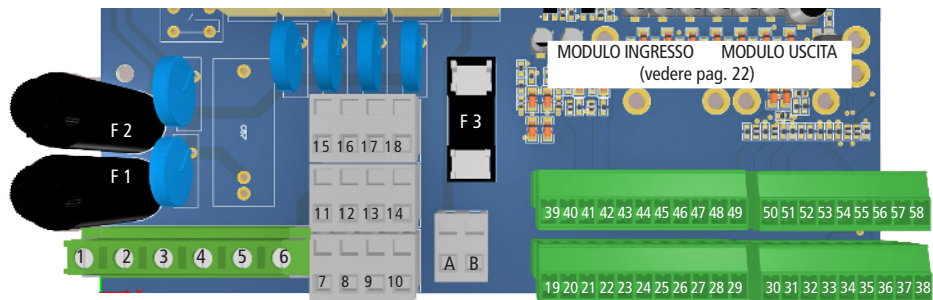 MODULO INGRESSO MODULO USCITA
(vedere pag. 22)
F 2
F 3
15 16 17 18
F 1
11 12 13 14
39 40 41 42 43 44 45 46 47 48 49 50 51 52 53 54 55 56 57 58
1 2 3 4 5 6
A B
7 8 9 10
19 20 21 22 23 24 25 26 27 28 29 30 31 32 33 34 35 36 37 38